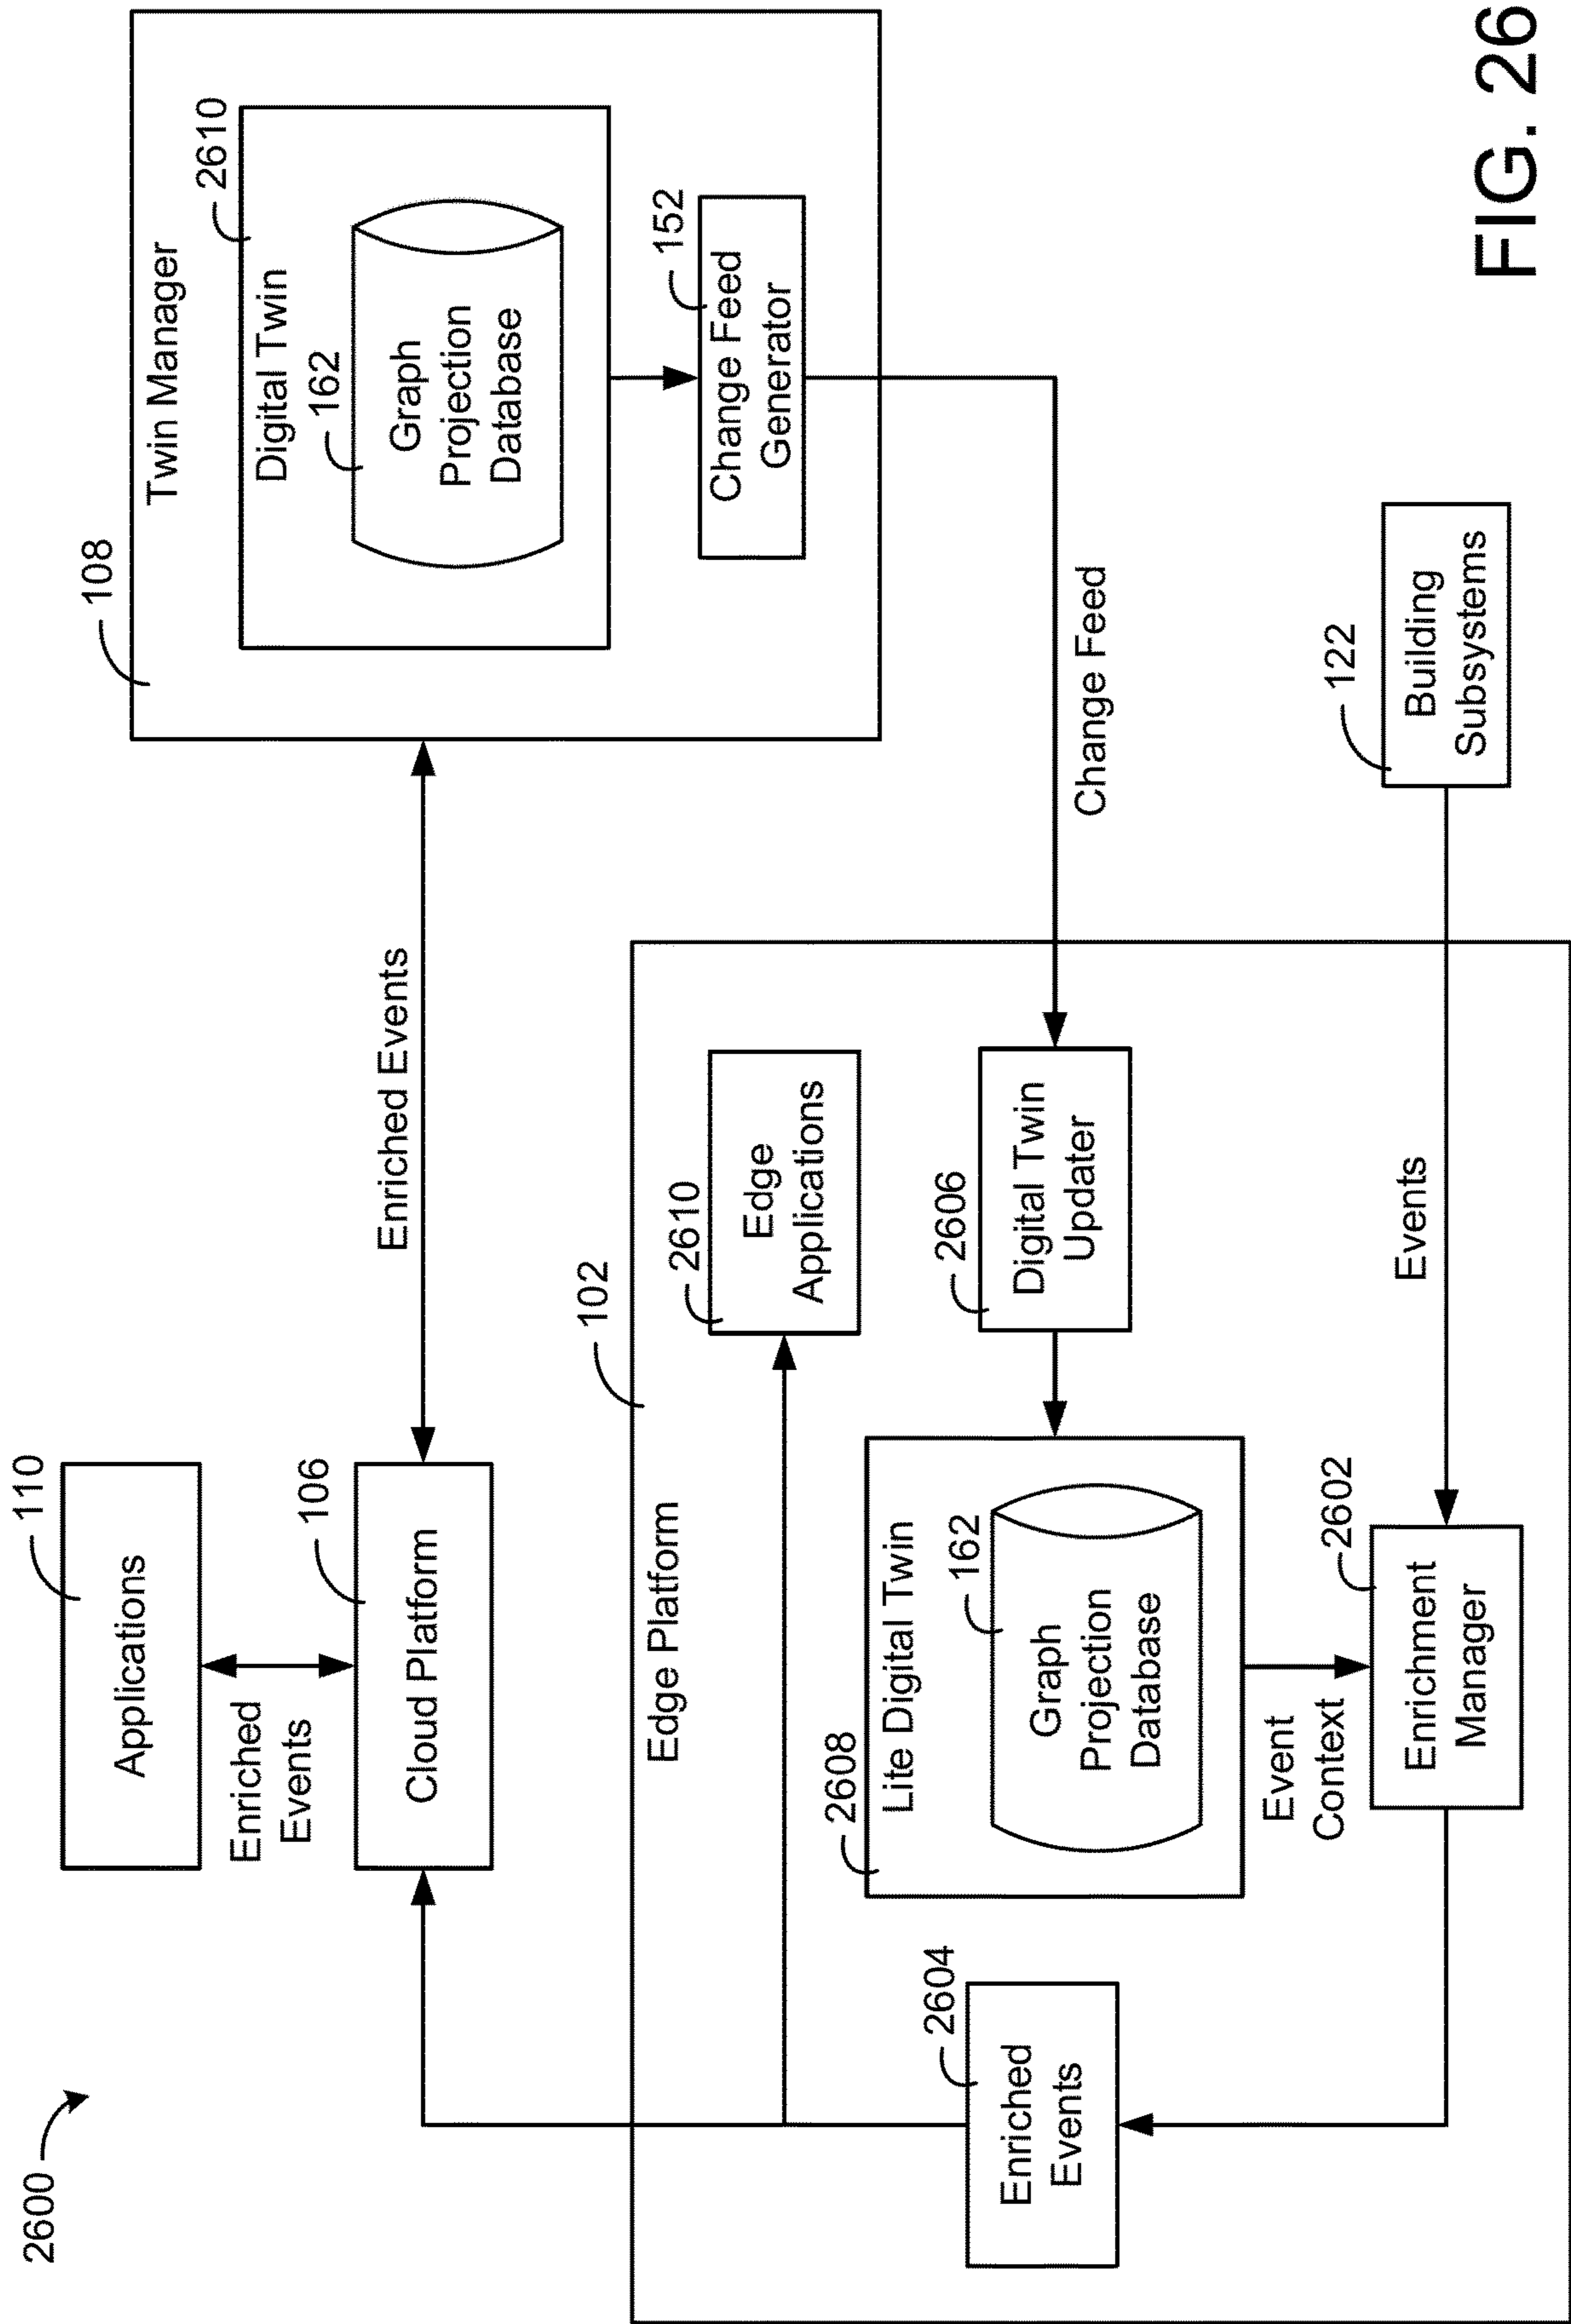 2600
Applications
110
Enriched
Events
Cloud Platform
106
Enriched Events
108
Twin Manager
Digital Twin
2610
162
Graph
Projection
Database
Change Feed
Generator
152
Change Feed
Edge Platform
102
2610
Edge
Applications
2606
Digital Twin
Updater
2608
Lite Digital Twin
162
Graph
Projection
Database
Event
Context
2604
Enriched
Events
2602
Enrichment
Manager
Events
122
Building
Subsystems
FIG. 26